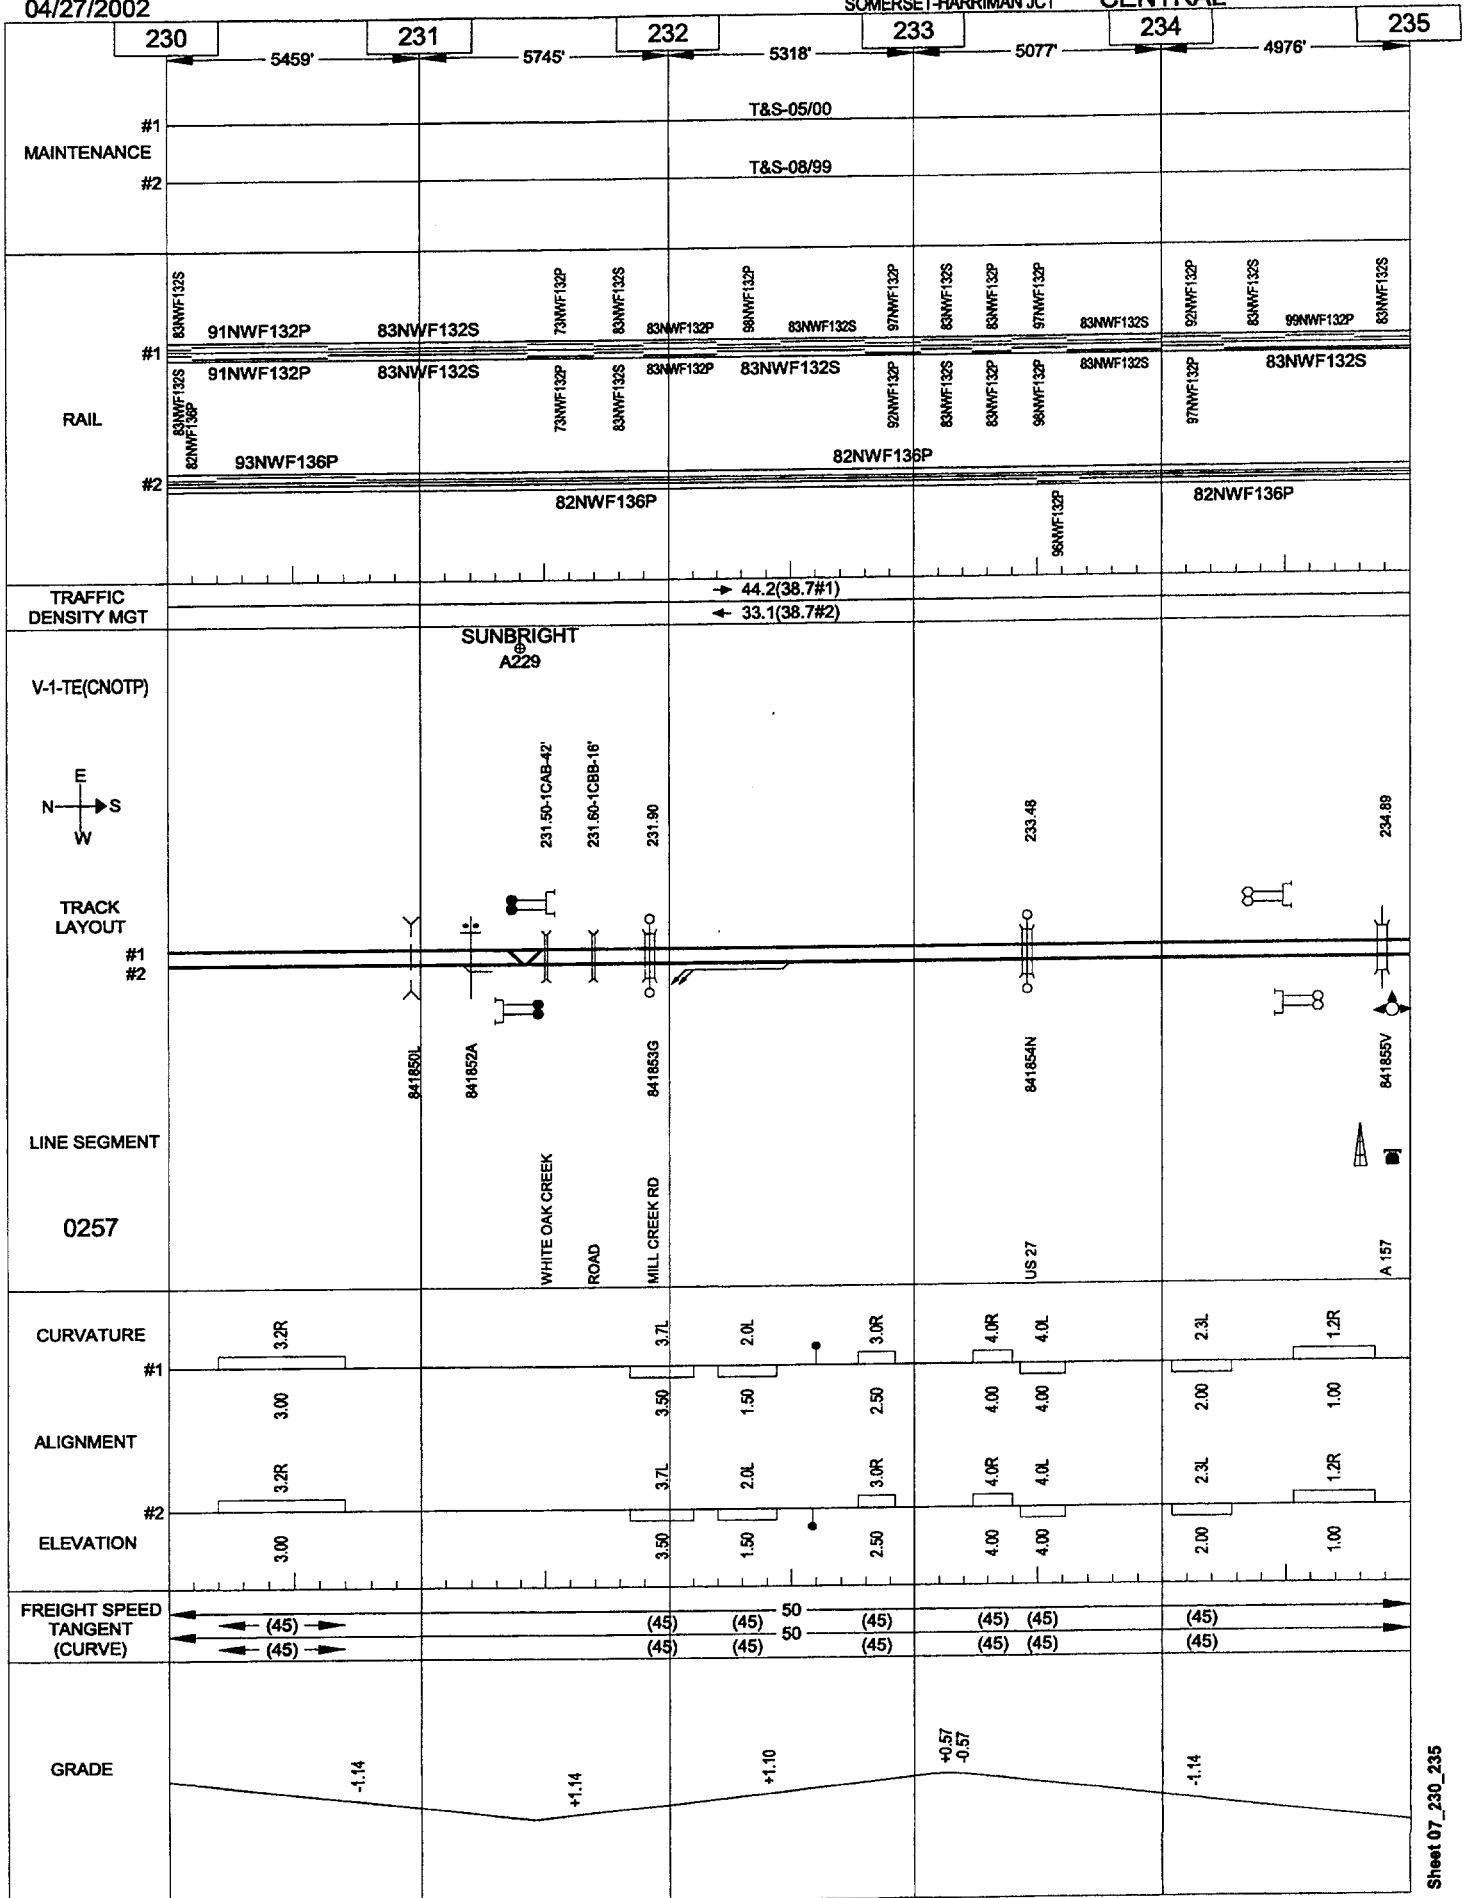 04/27/2002
SOMERSET-HARRIMAN JCT CENTRAL
230 231 232 233 234 235
5459' 5745' 5318' 5077' 4976'
T&S-05/00
#1
MAINTENANCE
T&S-08/99
#2
83NWF132S 73NWF132P 83NWF132S 98NWF132P 97NWF132P 83NWF132S 83NWF132P 97NWF132P 92NWF132P 83NWF132S 83NWF132S
91NWF132P 83NWF132S 83NWF132P 83NWF132S 83NWF132S 99NWF132P
#1
91NWF132P 83NWF132S 83NWF132P 83NWF132S 83NWF132S 83NWF132S
83NWF132S 82NWF136P 73NWF132P 83NWF132S 92NWF132P 83NWF132S 83NWF132P 98NWF132P 97NWF132P
RAIL
93NWF136P 82NWF136P
#2
82NWF136P 82NWF136P
96NWF132P
TRAFFIC
DENSITY MGT
44.2(38.7#1)
33.1(38.7#2)
SUNBRIGHT
A229
V-1-TE(CNOTP)
E
N S
W
231.50-1CAB-42' 231.60-1CBB-16' 231.90 233.48 234.89
TRACK
LAYOUT
#1
#2
841850L 841852A 841853G 841854N 841855V
LINE SEGMENT
0257
WHITE OAK CREEK ROAD MILL CREEK RD US 27 A 157
CURVATURE
3.2R 3.7L 2.0L 3.0R 4.0R 4.0L 2.3L 1.2R
#1
3.00 3.50 1.50 2.50 4.00 4.00 2.00 1.00
ALIGNMENT
3.2R 3.7L 2.0L 3.0R 4.0R 4.0L 2.3L 1.2R
#2
ELEVATION
3.00 3.50 1.50 2.50 4.00 4.00 2.00 1.00
FREIGHT SPEED
TANGENT
(CURVE)
50
(45) (45) (45) (45) (45) (45) (45)
50
(45) (45) (45) (45) (45) (45) (45)
GRADE
-1.14 +1.14 +1.10 +0.57 -0.57 -1.14
Sheet 07_230_235